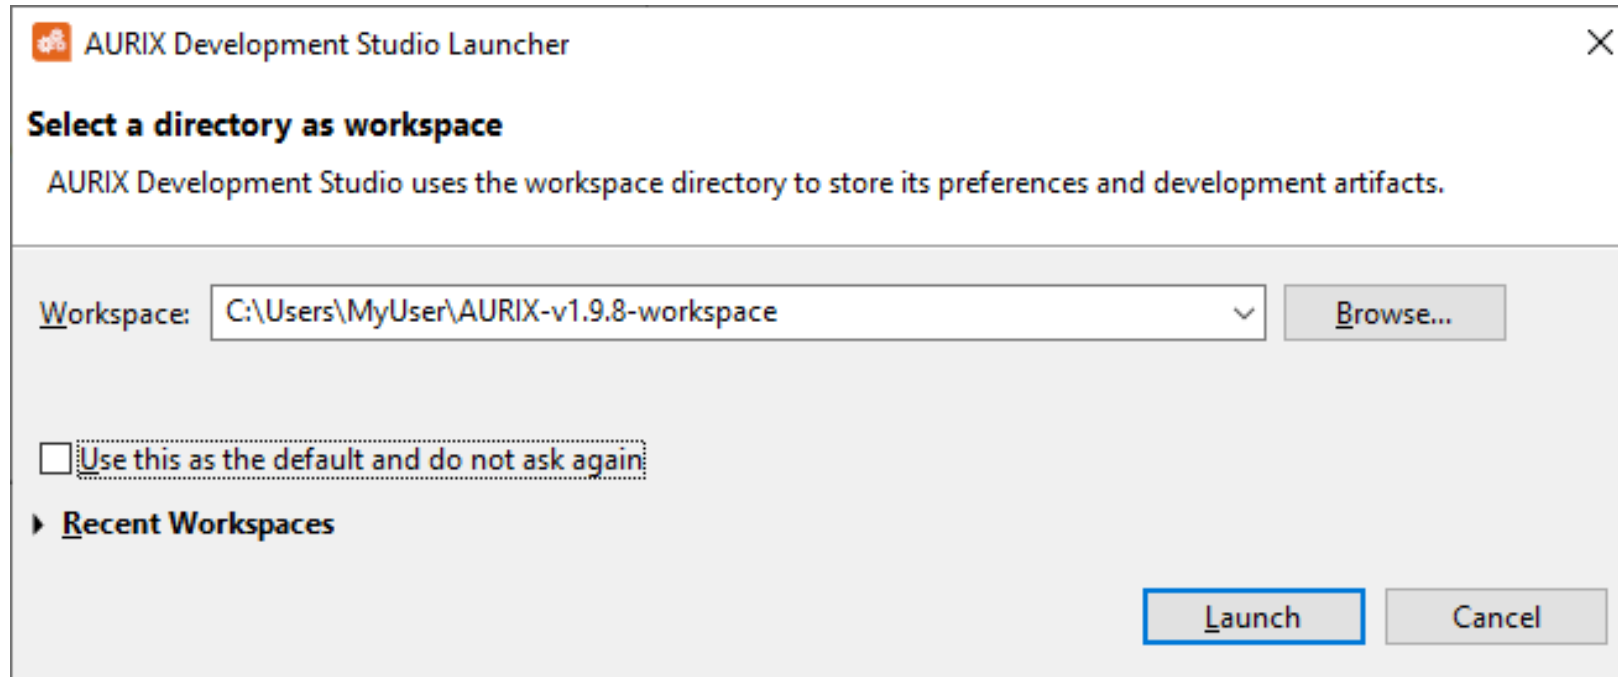 AURIX Development Studio Launcher
Select a directory as workspace
AURIX Development Studio uses the workspace directory to store its preferences and development artifacts.
Workspace: C:\Users\MyUser\AURIX-v1.9.8-workspace Browse...
Use this as the default and do not ask again
Recent Workspaces
Launch Cancel